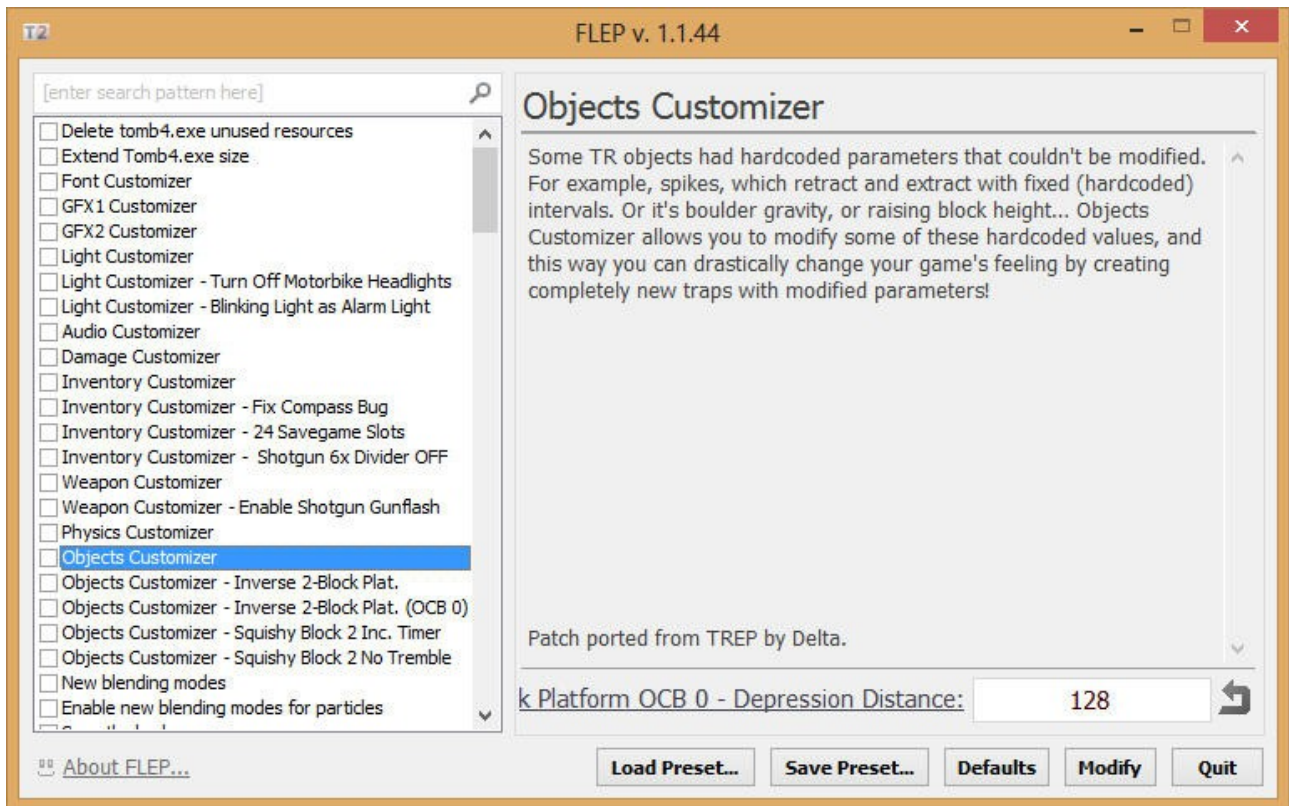 T2
FLEP v. 1.1.44
[enter search pattern here]
Delete tomb4.exe unused resources
Extend Tomb4.exe size
Font Customizer
GFX1 Customizer
GFX2 Customizer
Light Customizer
Light Customizer - Turn Off Motorbike Headlights
Light Customizer - Blinking Light as Alarm Light
Audio Customizer
Damage Customizer
Inventory Customizer
Inventory Customizer - Fix Compass Bug
Inventory Customizer - 24 Savegame Slots
Inventory Customizer -  Shotgun 6x Divider OFF
Weapon Customizer
Weapon Customizer - Enable Shotgun Gunflash
Physics Customizer
Objects Customizer
Objects Customizer - Inverse 2-Block Plat.
Objects Customizer - Inverse 2-Block Plat. (OCB 0)
Objects Customizer - Squishy Block 2 Inc. Timer
Objects Customizer - Squishy Block 2 No Tremble
New blending modes
Enable new blending modes for particles
About FLEP...
Objects Customizer
Some TR objects had hardcoded parameters that couldn't be modified.
For example, spikes, which retract and extract with fixed (hardcoded)
intervals. Or it's boulder gravity, or raising block height... Objects
Customizer allows you to modify some of these hardcoded values, and
this way you can drastically change your game's feeling by creating
completely new traps with modified parameters!
Patch ported from TREP by Delta.
k Platform OCB 0 - Depression Distance: 128
Load Preset... Save Preset... Defaults Modify Quit